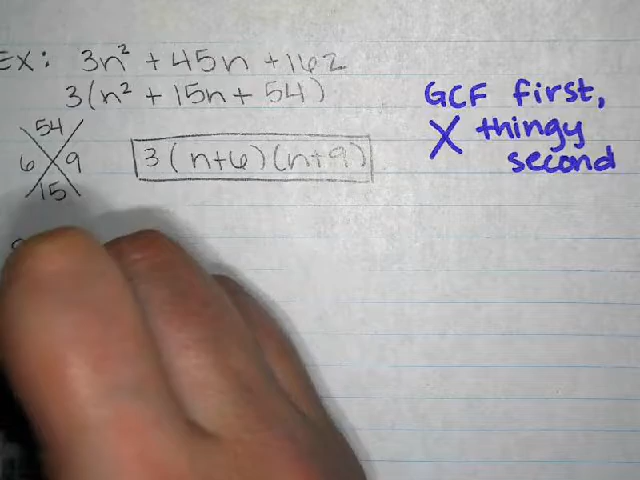 EX: 3n² + 45n + 162
3(n² + 15n + 54)
54
6 9
15
3(n+6)(n+9)
GCF first,
X thingy
second